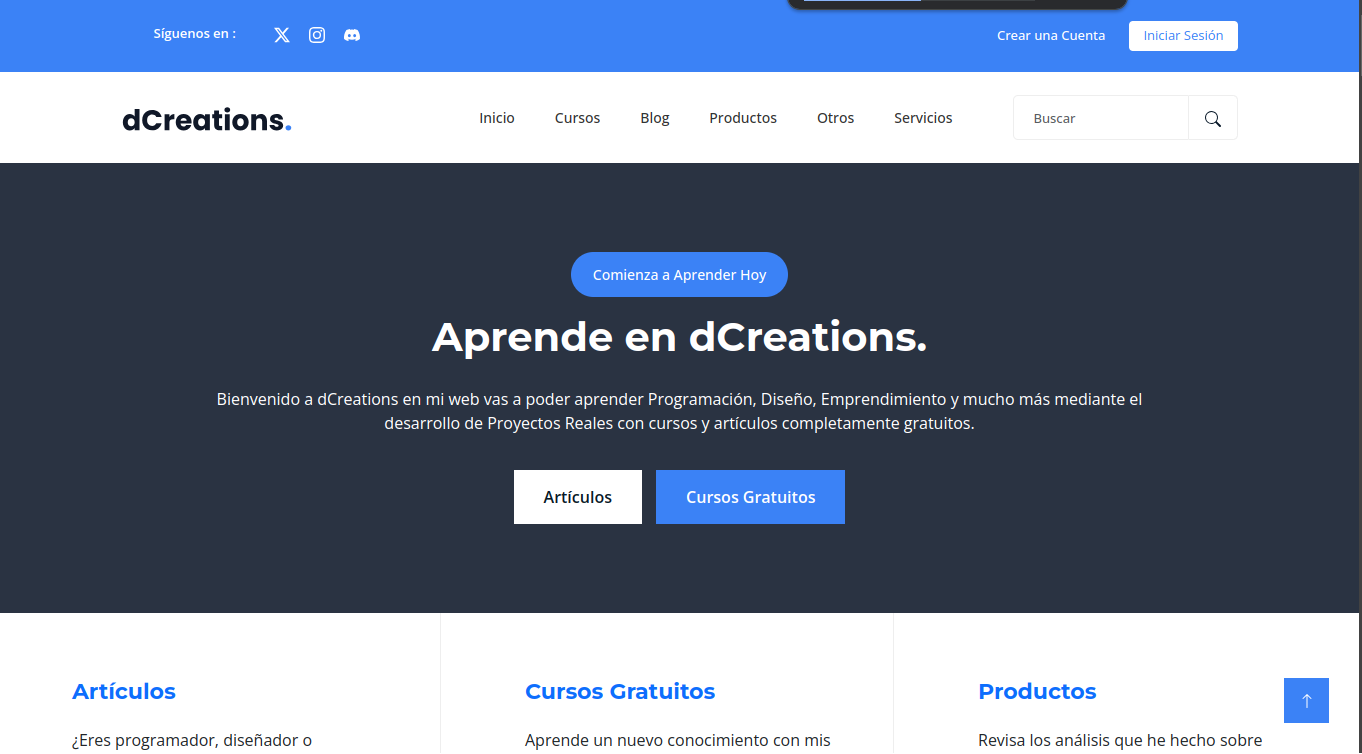 Síguenos en :
Crear una Cuenta
Iniciar Sesión
dCreations.
Inicio
Cursos
Blog
Productos
Otros
Servicios
Buscar
Comienza a Aprender Hoy
Aprende en dCreations.
Bienvenido a dCreations en mi web vas a poder aprender Programación, Diseño, Emprendimiento y mucho más mediante el
desarrollo de Proyectos Reales con cursos y artículos completamente gratuitos.
Artículos
Cursos Gratuitos
Artículos
¿Eres programador, diseñador o
Cursos Gratuitos
Aprende un nuevo conocimiento con mis
Productos
Revisa los análisis que he hecho sobre